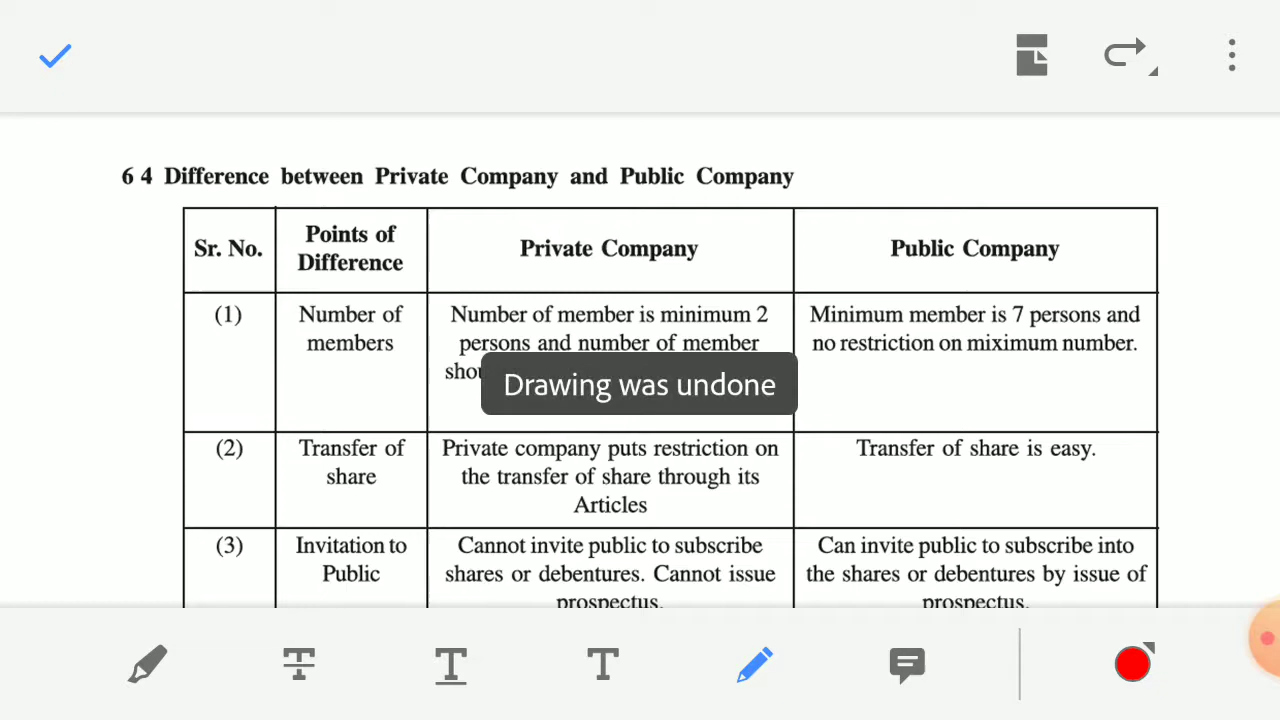 6 4 Difference between Private Company and Public Company
Sr. No.
Points of
Difference
Private Company
Public Company
(1)
Number of
members
Number of member is minimum 2
persons and number of member
Minimum member is 7 persons and
no restriction on miximum number.
Drawing was undone
(2)
Transfer of
share
Private company puts restriction on
the transfer of share through its
Articles
Transfer of share is easy.
(3)
Invitation to
Public
Cannot invite public to subscribe
shares or debentures. Cannot issue
prospectus.
Can invite public to subscribe into
the shares or debentures by issue of
prospectus.
T
T
T